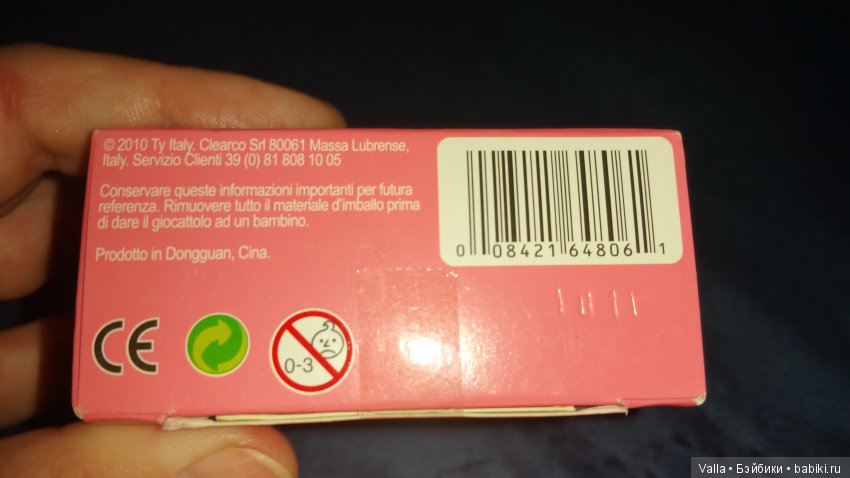 © 2010 Ty Italy. Clearco Srl 80061 Massa Lubrense,
Italy. Servizio Clienti 39 (0) 81 808 10 05
Conservare queste informazioni importanti per futura
referenza. Rimuovere tutto il materiale d'imballo prima
di dare il giocattolo ad un bambino.
Prodotto in Dongguan, Cina.
0 08421 64806 1
CE
0-3
Valla • Бэйбики • babiki.ru